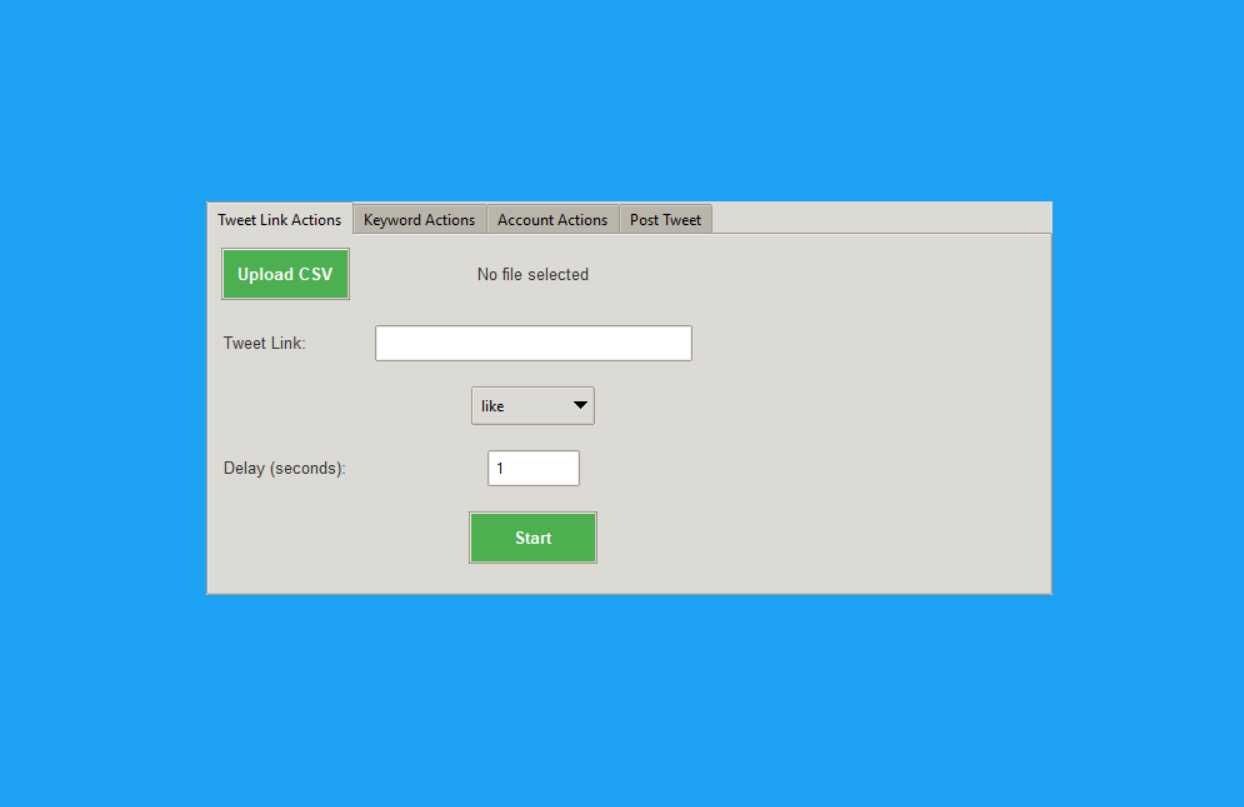 Tweet Link Actions Keyword Actions Account Actions Post Tweet
Upload CSV No file selected
Tweet Link:
like
Delay (seconds): 1
Start